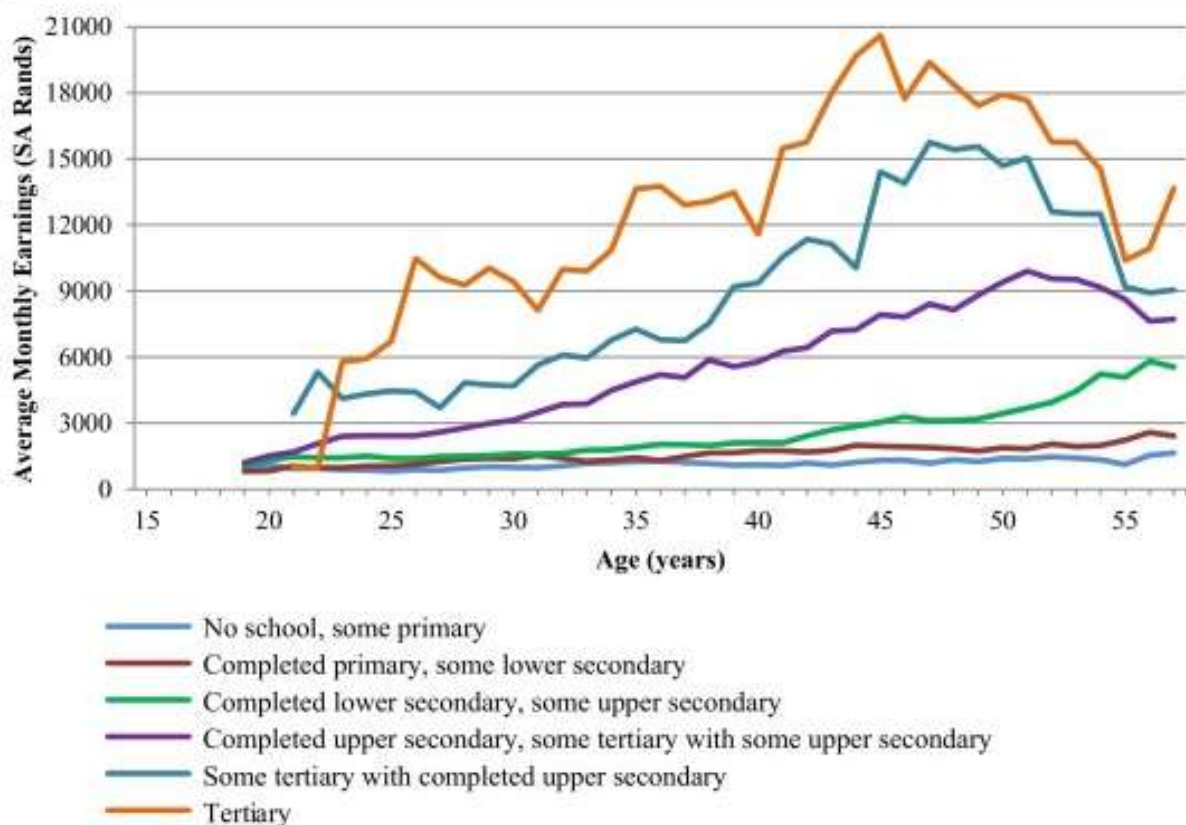 Average Monthly Earnings (SA Rands)
21000
18000
15000
12000
9000
6000
3000
0
15 20 25 30 35 40 45 50 55
Age (years)
No school, some primary
Completed primary, some lower secondary
Completed lower secondary, some upper secondary
Completed upper secondary, some tertiary with some upper secondary
Some tertiary with completed upper secondary
Tertiary